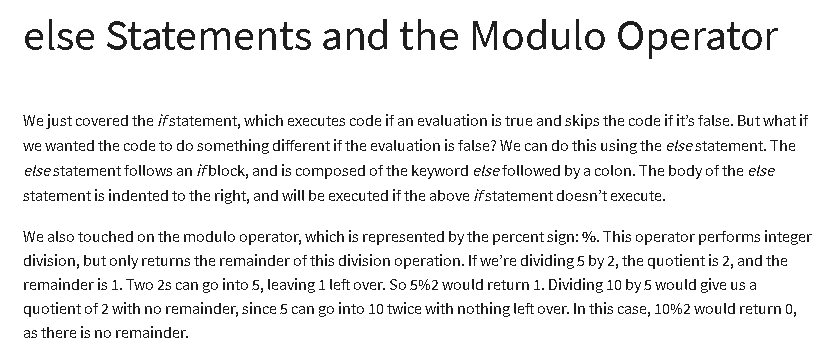 else Statements and the Modulo Operator
We just covered the if statement, which executes code if an evaluation is true and skips the code if it's false. But what if
we wanted the code to do something different if the evaluation is false? We can do this using the else statement. The
else statement follows an if block, and is composed of the keyword else followed by a colon. The body of the else
statement is indented to the right, and will be executed if the above if statement doesn't execute.
We also touched on the modulo operator, which is represented by the percent sign: %. This operator performs integer
division, but only returns the remainder of this division operation. If we're dividing 5 by 2, the quotient is 2, and the
remainder is 1. Two 2s can go into 5, leaving 1 left over. So 5%2 would return 1. Dividing 10 by 5 would give us a
quotient of 2 with no remainder, since 5 can go into 10 twice with nothing left over. In this case, 10%2 would return 0,
as there is no remainder.